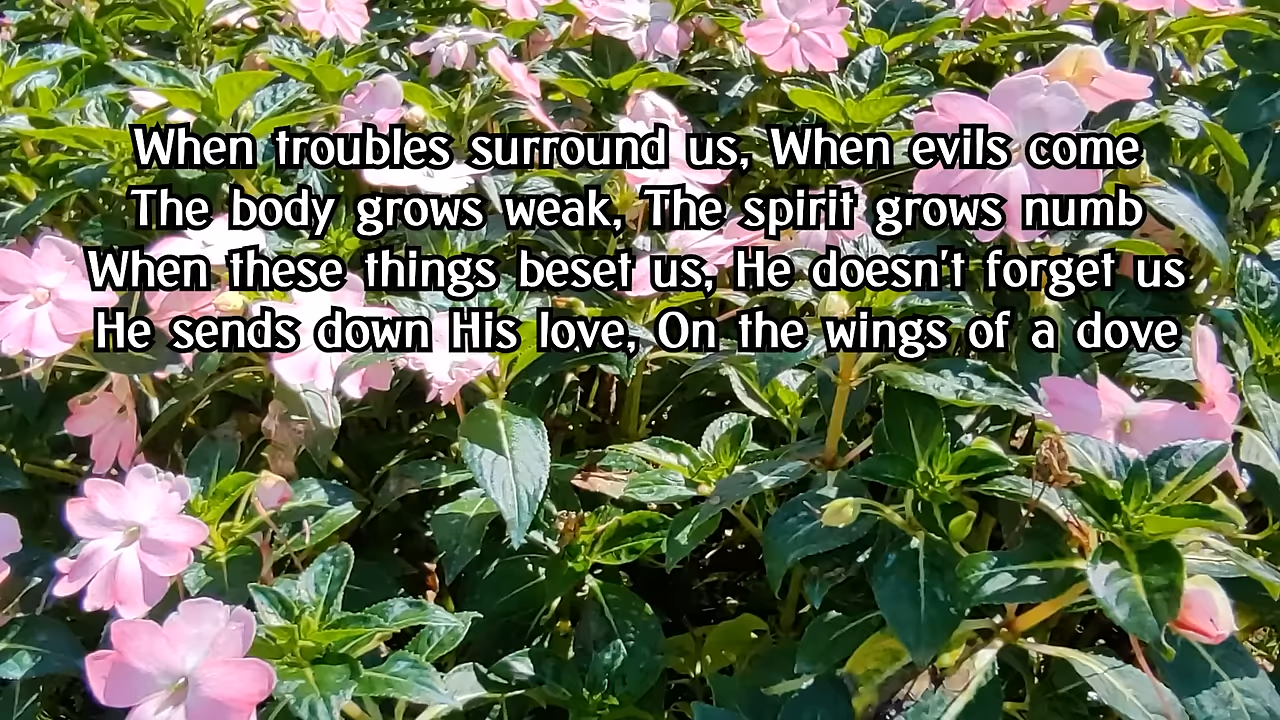 When troubles surround us, When evils come
The body grows weak, The spirit grows numb
When these things beset us, He doesn't forget us
He sends down His love, On the wings of a dove